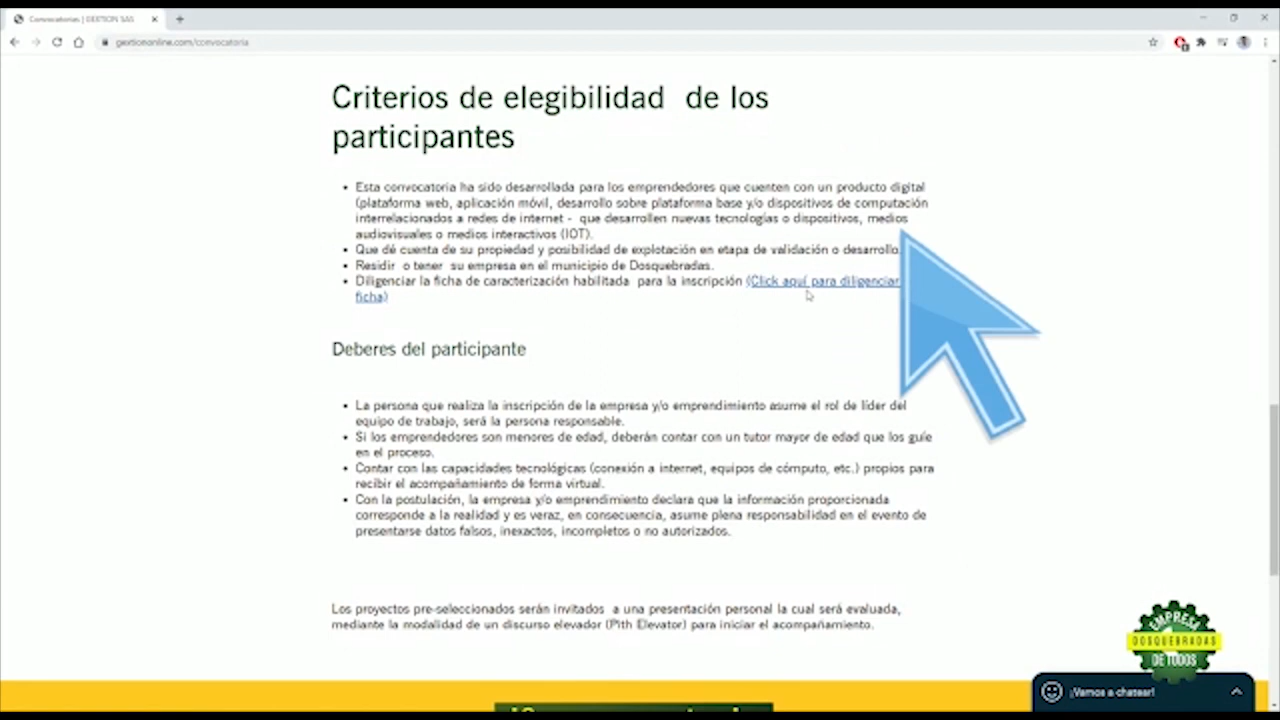 Convocatorias | GEXTION SAS
gextiononline.com/convocatoria
Criterios de elegibilidad de los
participantes
• Esta convocatoria ha sido desarrollada para los emprendedores que cuenten con un producto digital
(plataforma web, aplicación móvil, desarrollo sobre plataforma base y/o dispositivos de computación
interrelacionados a redes de internet - que desarrollen nuevas tecnologías o dispositivos, medios
audiovisuales o medios interactivos (IOT).
• Que dé cuenta de su propiedad y posibilidad de explotación en etapa de validación o desarrollo.
• Residir o tener su empresa en el municipio de Dosquebradas.
• Diligenciar la ficha de caracterización habilitada para la inscripción (Click aquí para diligenciar
ficha)
Deberes del participante
• La persona que realiza la inscripción de la empresa y/o emprendimiento asume el rol de líder del
equipo de trabajo, será la persona responsable.
• Si los emprendedores son menores de edad, deberán contar con un tutor mayor de edad que los guíe
en el proceso.
• Contar con las capacidades tecnológicas (conexión a internet, equipos de cómputo, etc.) propios para
recibir el acompañamiento de forma virtual.
• Con la postulación, la empresa y/o emprendimiento declara que la información proporcionada
corresponde a la realidad y es veraz, en consecuencia, asume plena responsabilidad en el evento de
presentarse datos falsos, inexactos, incompletos o no autorizados.
Los proyectos pre-seleccionados serán invitados a una presentación personal la cual será evaluada,
mediante la modalidad de un discurso elevador (Pith Elevator) para iniciar el acompañamiento.
EMPRESA
DOSQUEBRADAS
DE TODOS
¡Vamos a chatear!